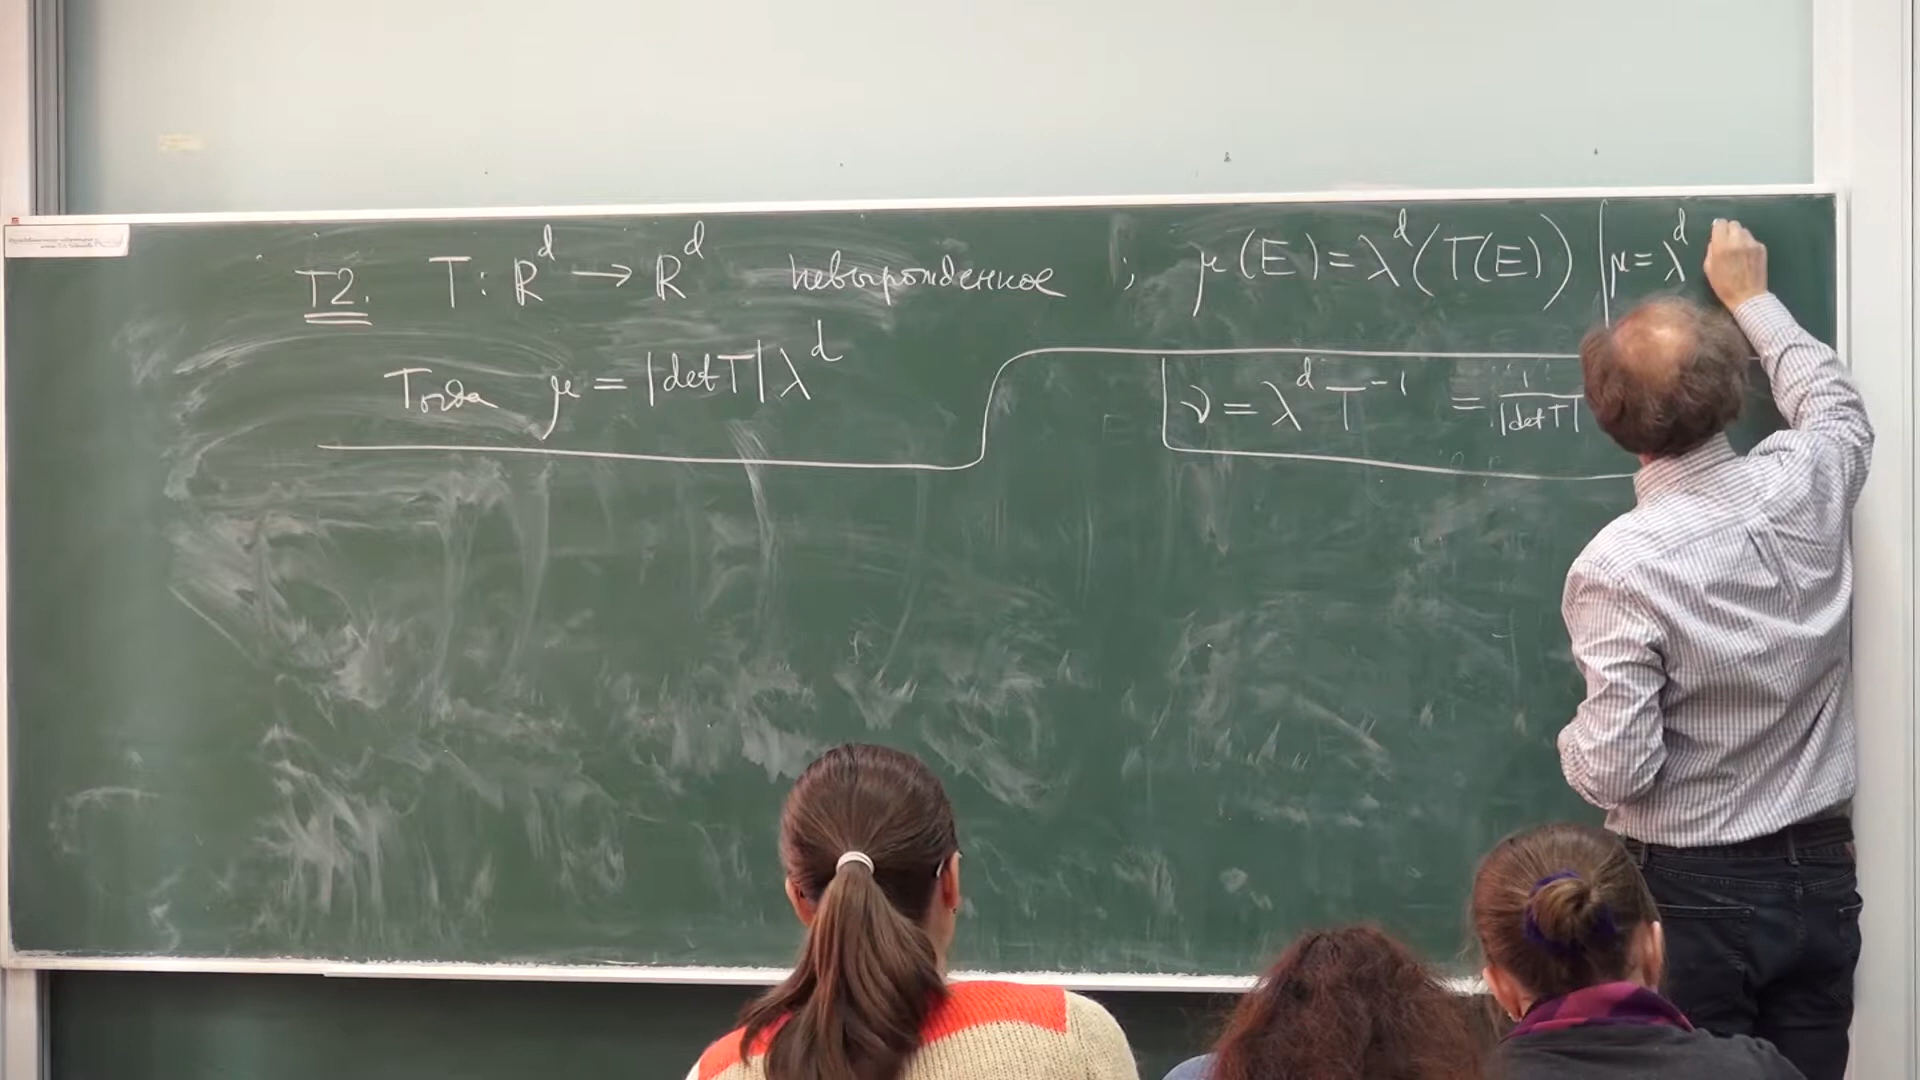 T2. T: R^d → R^d невырожденное ; μ(E) = λ^d(T(E)) | μ = λ^d
Тогда μ = |det T| λ^d
ν = λ^d T^{-1} = 1/|det T|